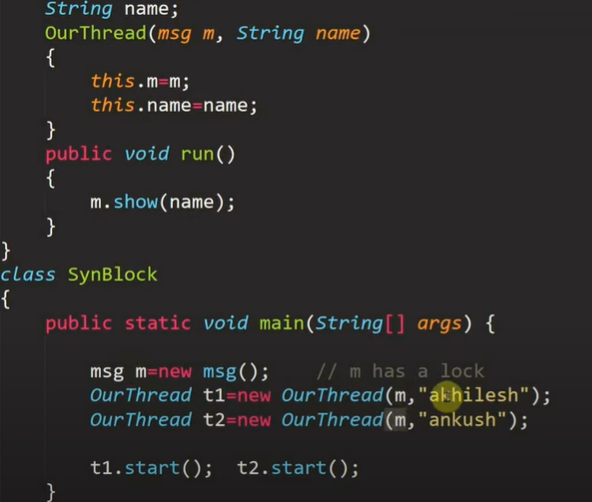 String name;
OurThread(msg m, String name)
{
this.m=m;
this.name=name;
}
public void run()
{
m.show(name);
}
}
class SynBlock
{
public static void main(String[] args) {
msg m=new msg(); // m has a lock
OurThread t1=new OurThread(m,"akhilesh");
OurThread t2=new OurThread(m,"ankush");
t1.start(); t2.start();
}